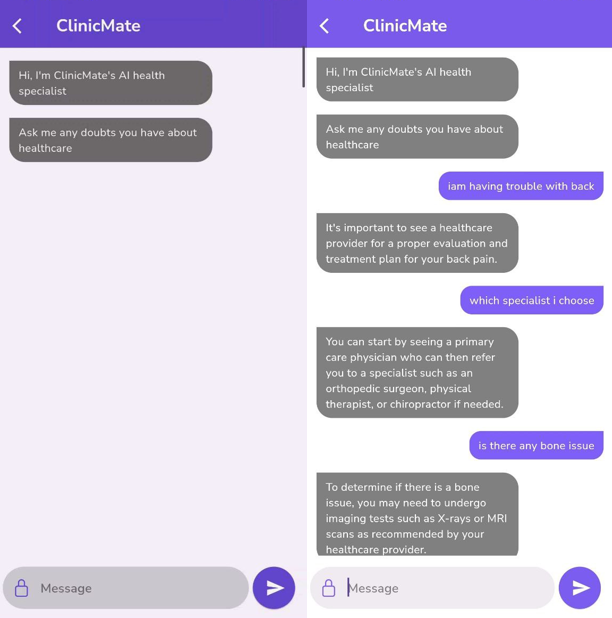 ClinicMate
Hi, I'm ClinicMate's AI health
specialist
Ask me any doubts you have about
healthcare
Message
ClinicMate
Hi, I'm ClinicMate's AI health
specialist
Ask me any doubts you have about
healthcare
iam having trouble with back
It's important to see a healthcare
provider for a proper evaluation and
treatment plan for your back pain.
which specialist i choose
You can start by seeing a primary
care physician who can then refer
you to a specialist such as an
orthopedic surgeon, physical
therapist, or chiropractor if needed.
is there any bone issue
To determine if there is a bone
issue, you may need to undergo
imaging tests such as X-rays or MRI
scans as recommended by your
healthcare provider.
Message